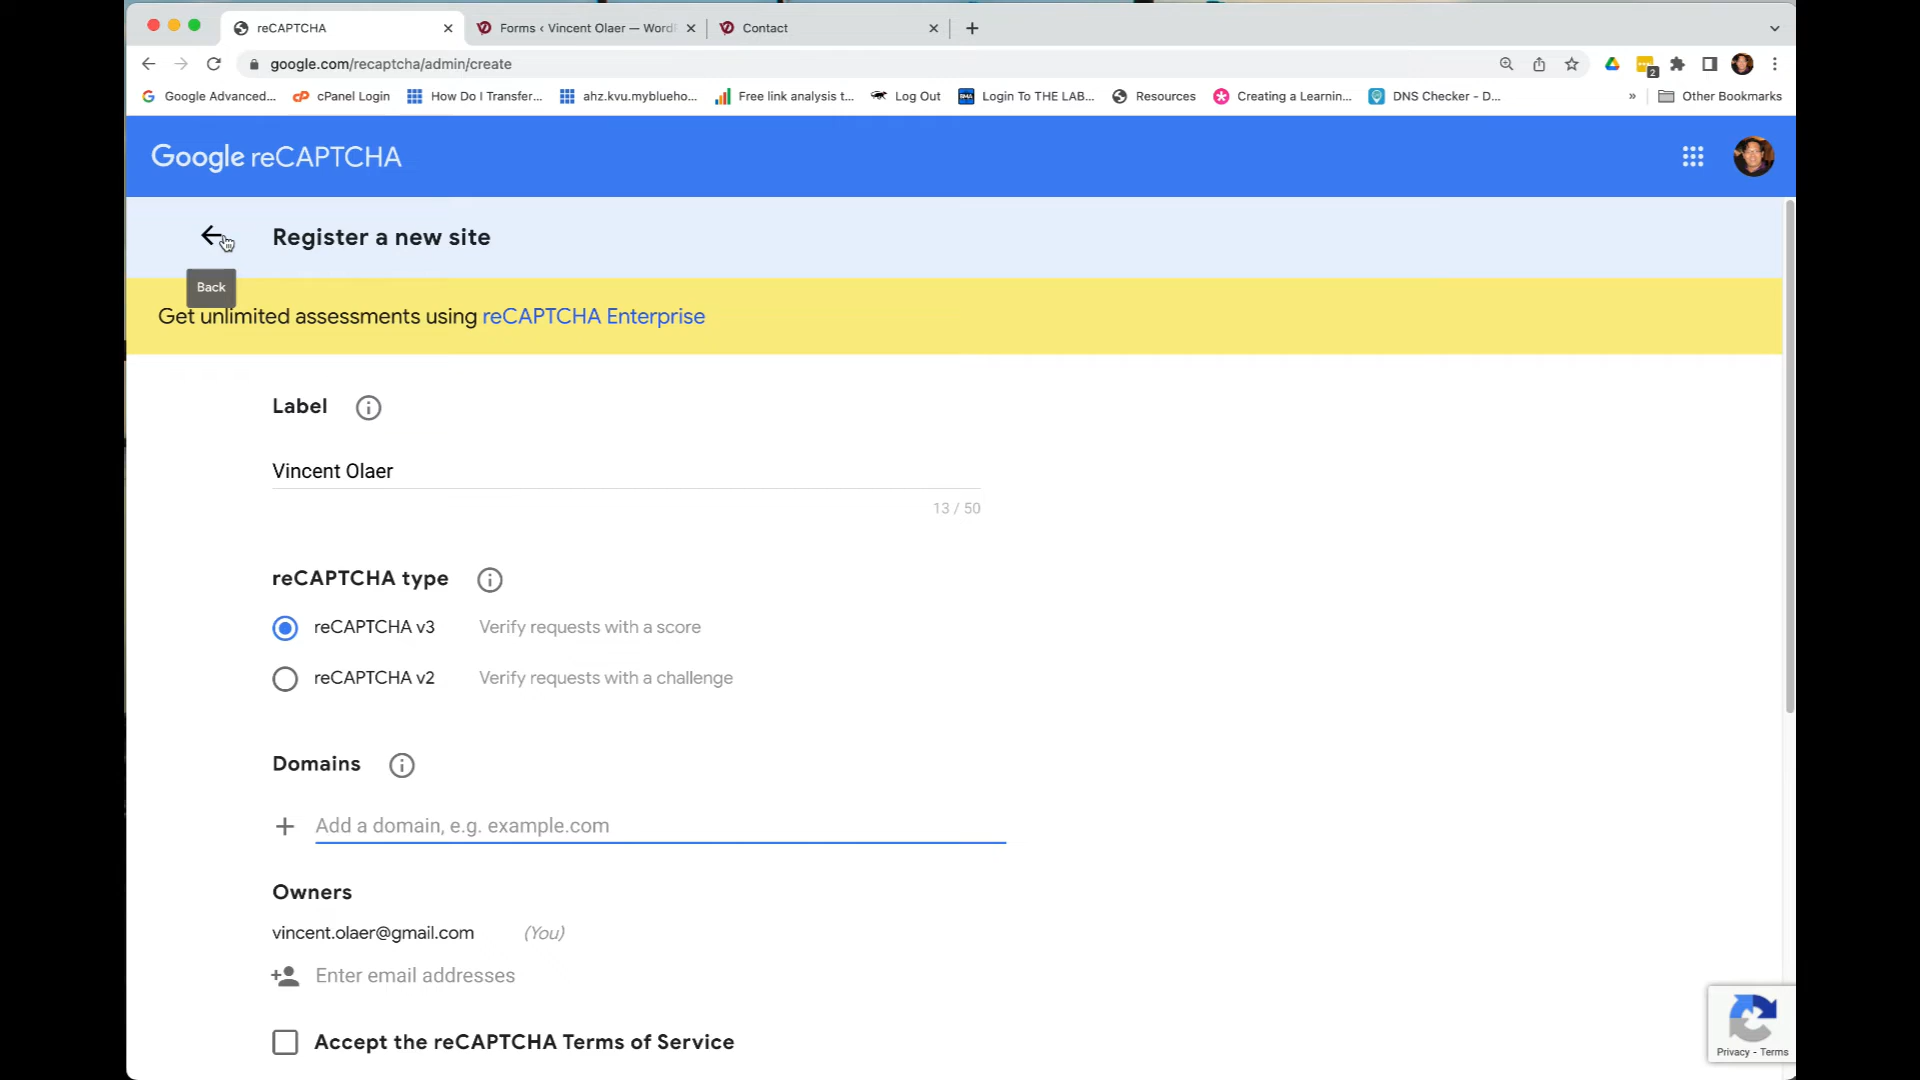 reCAPTCHA
Forms ‹ Vincent Olaer — Word
Contact
google.com/recaptcha/admin/create
2
Google Advanced...
cPanel Login
How Do I Transfer...
ahz.kvu.myblueho...
Free link analysis t...
Log Out
Login To THE LAB...
Resources
Creating a Learnin...
DNS Checker - D...
»
Other Bookmarks
Google reCAPTCHA
Register a new site
Back
Get unlimited assessments using reCAPTCHA Enterprise
Label
Vincent Olaer
13 / 50
reCAPTCHA type
reCAPTCHA v3 Verify requests with a score
reCAPTCHA v2 Verify requests with a challenge
Domains
Add a domain, e.g. example.com
Owners
vincent.olaer@gmail.com (You)
Enter email addresses
Accept the reCAPTCHA Terms of Service
Privacy - Terms